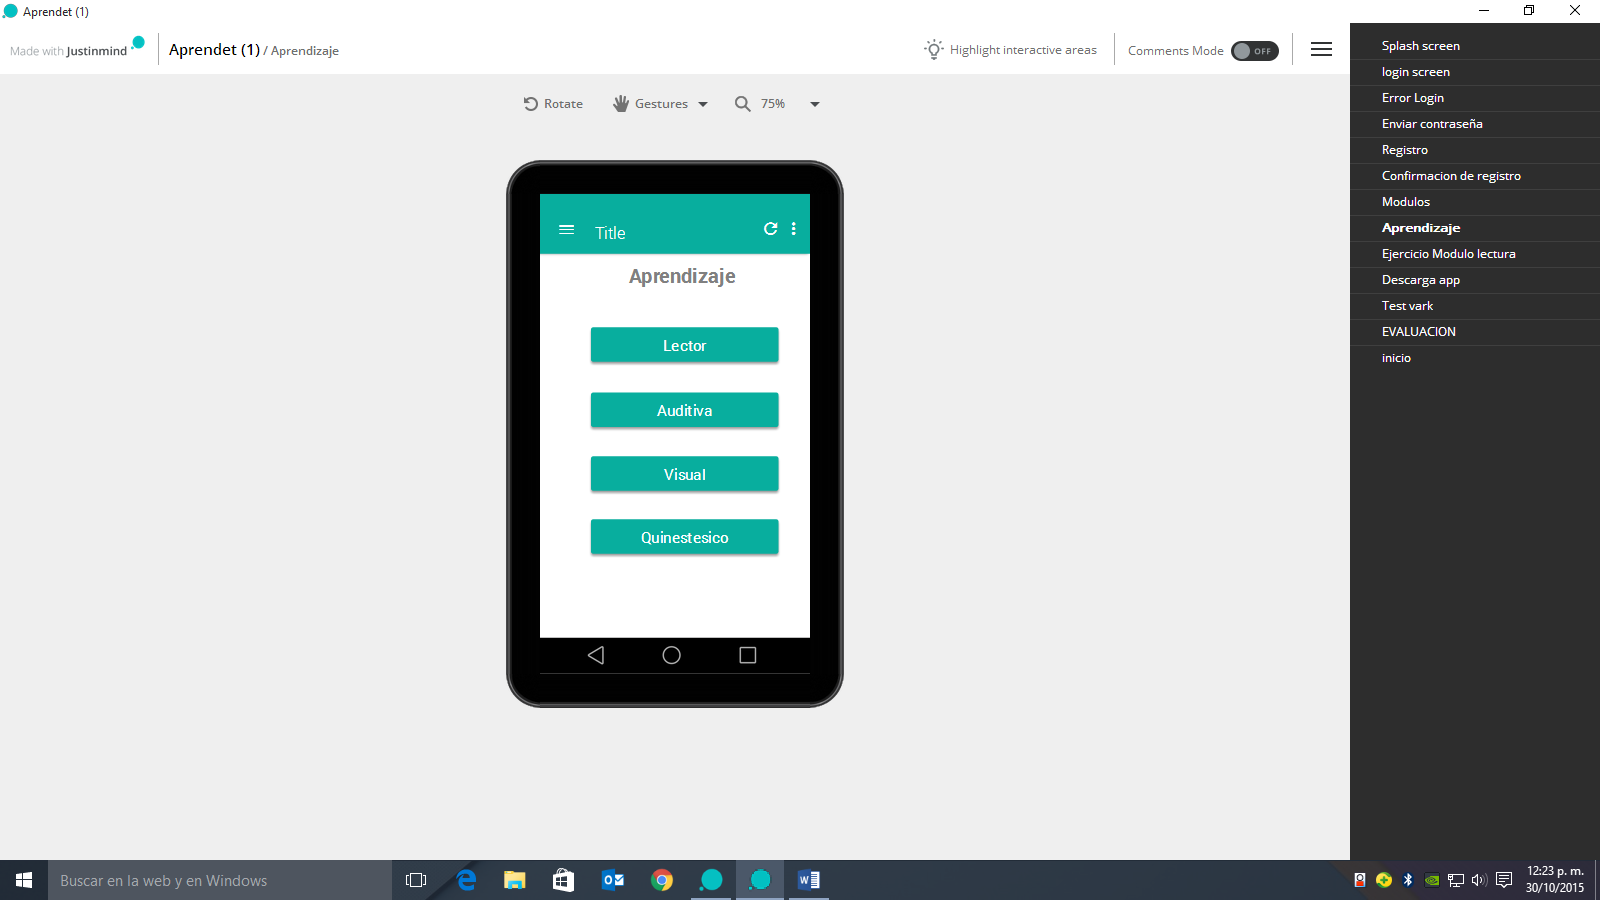 Aprendet (1)
Made with Justinmind
Aprendet (1) / Aprendizaje
Highlight interactive areas
Comments Mode
OFF
Rotate
Gestures
75%
Title
Aprendizaje
Lector
Auditiva
Visual
Quinestesico
Splash screen
login screen
Error Login
Enviar contraseña
Registro
Confirmacion de registro
Modulos
Aprendizaje
Ejercicio Modulo lectura
Descarga app
Test vark
EVALUACION
inicio
Buscar en la web y en Windows
12:23 p. m.
30/10/2015